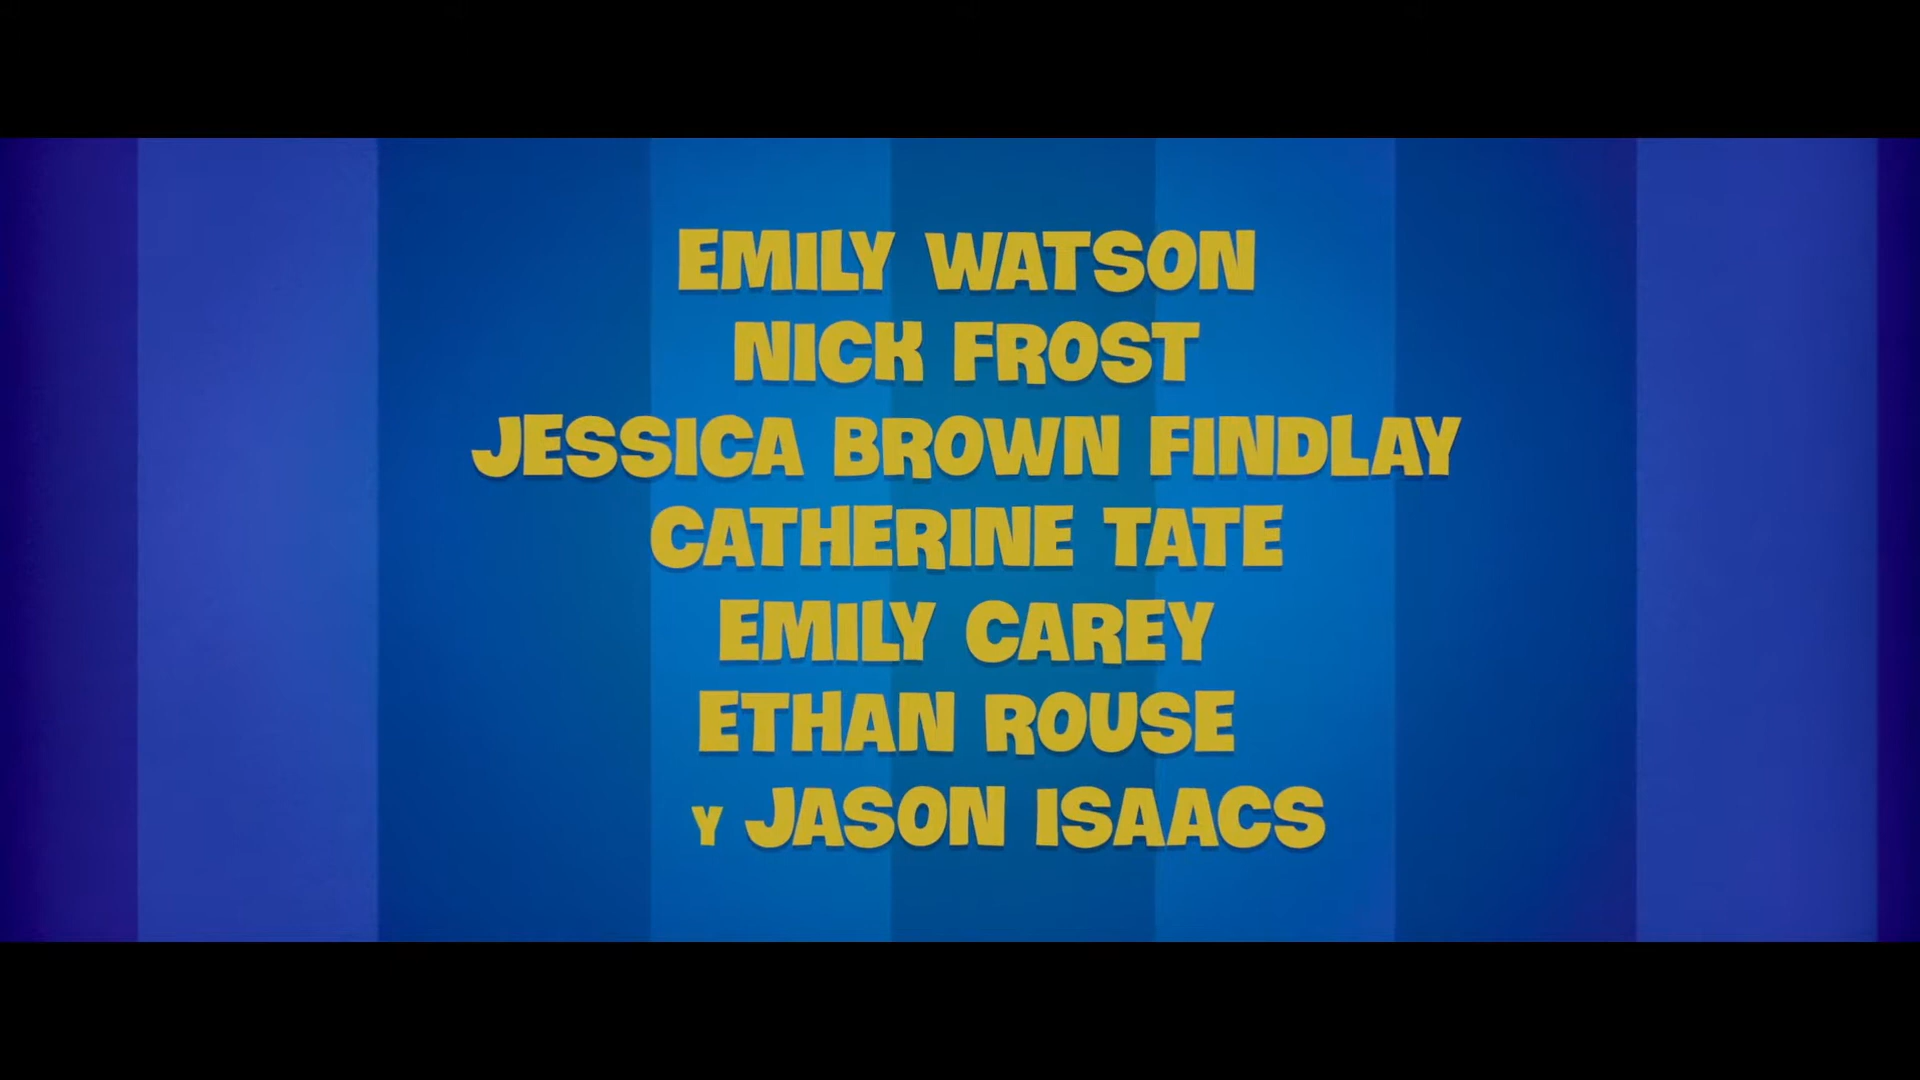 EMILY WATSON
NICK FROST
JESSICA BROWN FINDLAY
CATHERINE TATE
EMILY CAREY
ETHAN ROUSE
Y JASON ISAACS